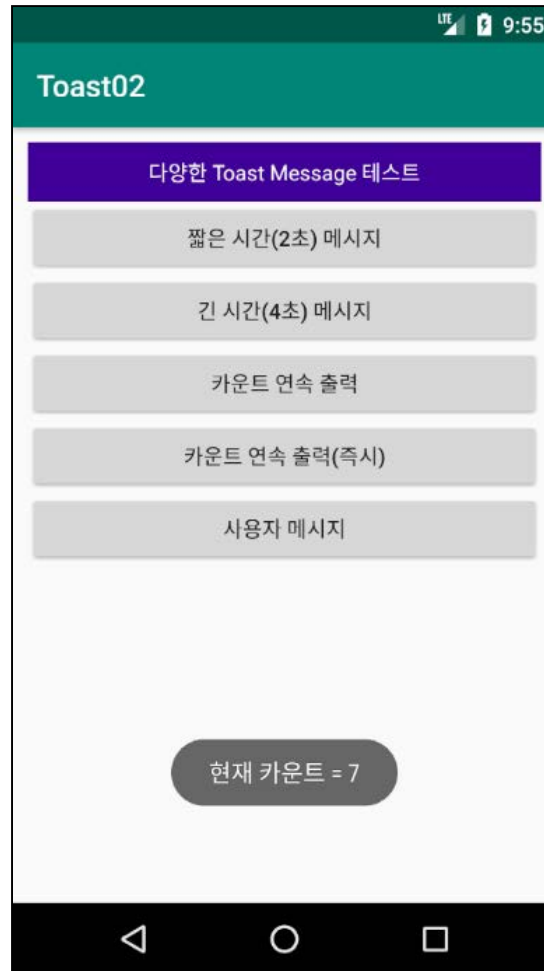 LTE 9:55
Toast02
다양한 Toast Message 테스트
짧은 시간(2초) 메시지
긴 시간(4초) 메시지
카운트 연속 출력
카운트 연속 출력(즉시)
사용자 메시지
현재 카운트 = 7